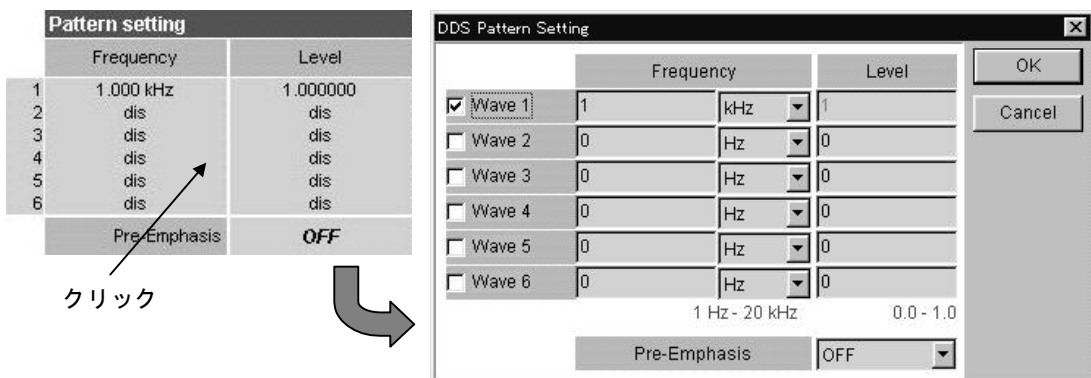 Pattern setting
Frequency Level
1 1.000 kHz 1.000000
2 dis dis
3 dis dis
4 dis dis
5 dis dis
6 dis dis
Pre-Emphasis OFF
クリック
DDS Pattern Setting
Frequency Level
Wave 1 1 kHz 1
Wave 2 0 Hz 0
Wave 3 0 Hz 0
Wave 4 0 Hz 0
Wave 5 0 Hz 0
Wave 6 0 Hz 0
1 Hz - 20 kHz 0.0 - 1.0
Pre-Emphasis OFF
OK
Cancel